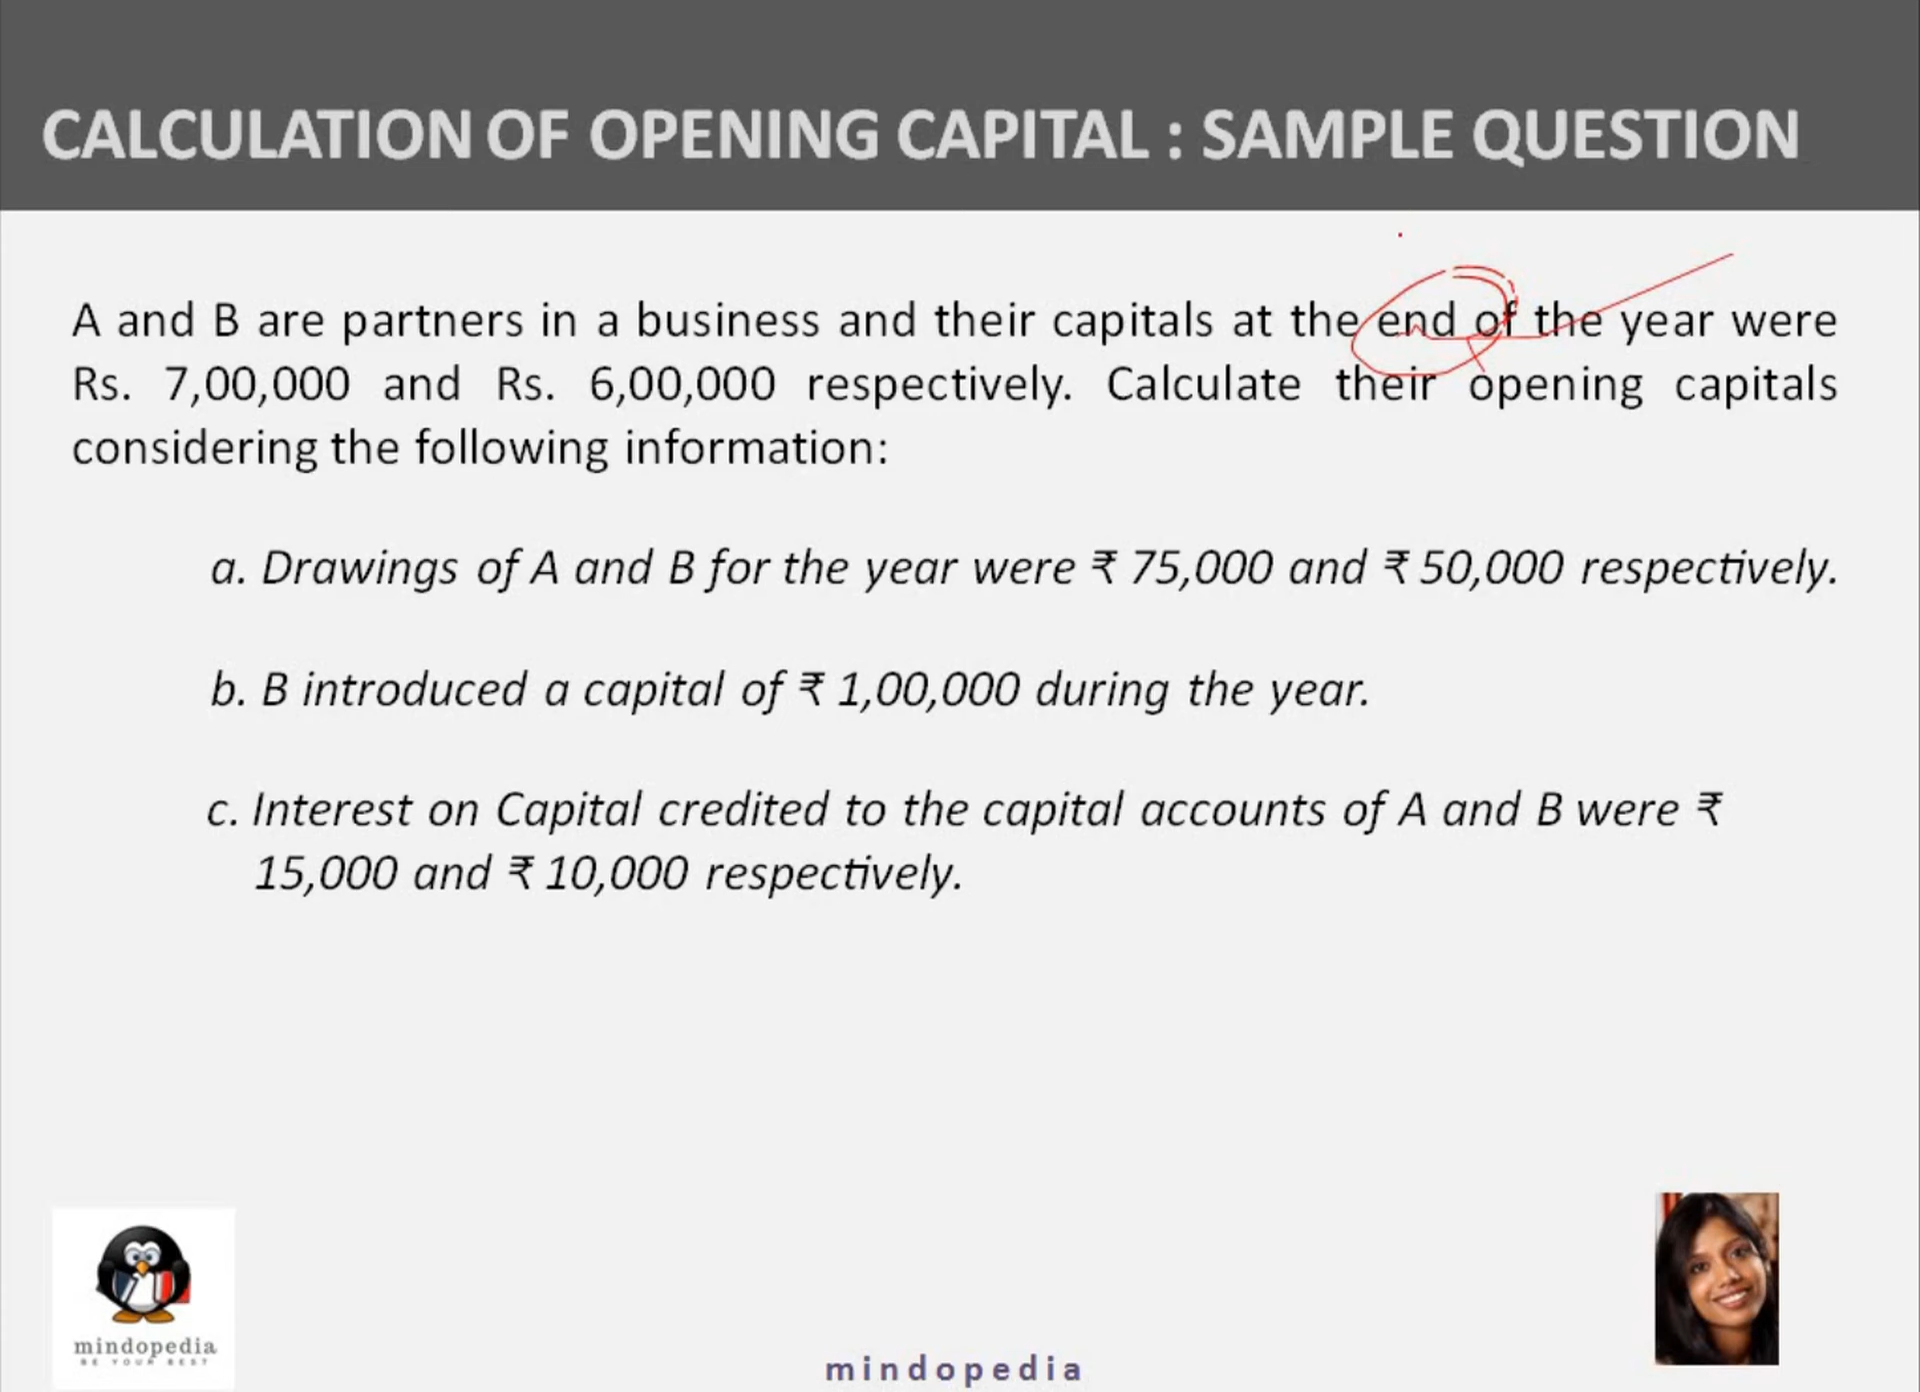 CALCULATION OF OPENING CAPITAL : SAMPLE QUESTION
A and B are partners in a business and their capitals at the end of the year were
Rs. 7,00,000 and Rs. 6,00,000 respectively. Calculate their opening capitals
considering the following information:
a. Drawings of A and B for the year were ₹ 75,000 and ₹ 50,000 respectively.
b. B introduced a capital of ₹ 1,00,000 during the year.
c. Interest on Capital credited to the capital accounts of A and B were ₹
15,000 and ₹ 10,000 respectively.
mindopedia
BE YOUR BEST
mindopedia